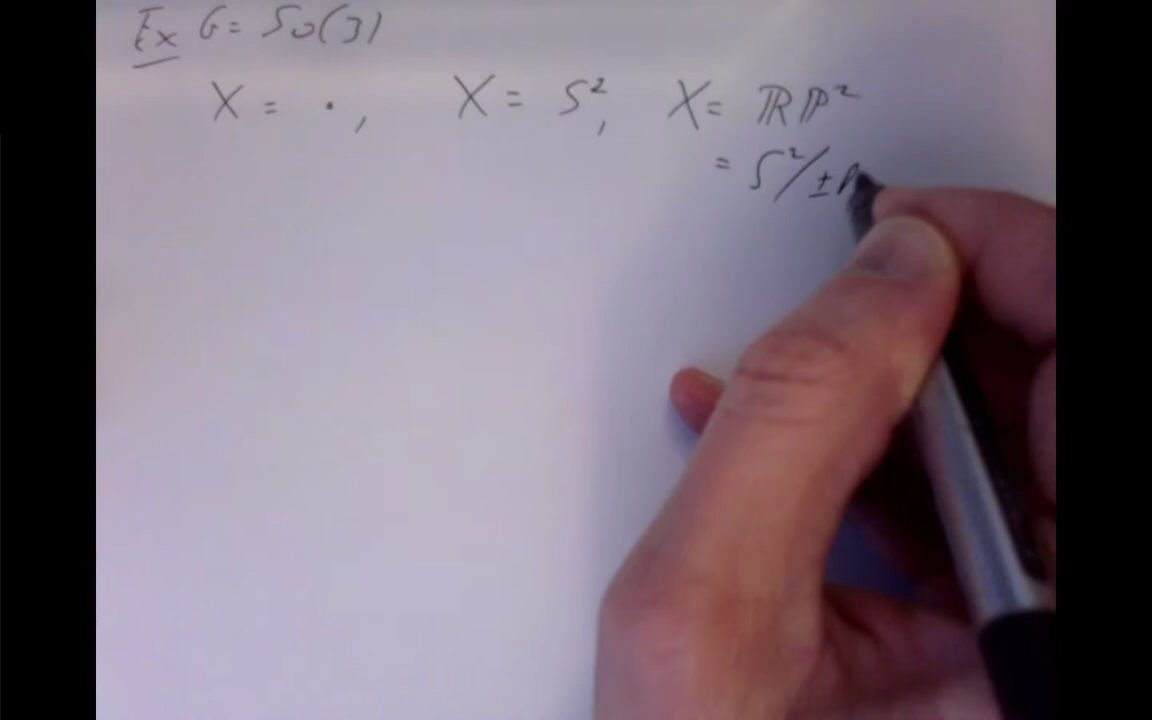 Ex G = SO(3)
X = · , X = S², X = ℝℙ²
= S²/±